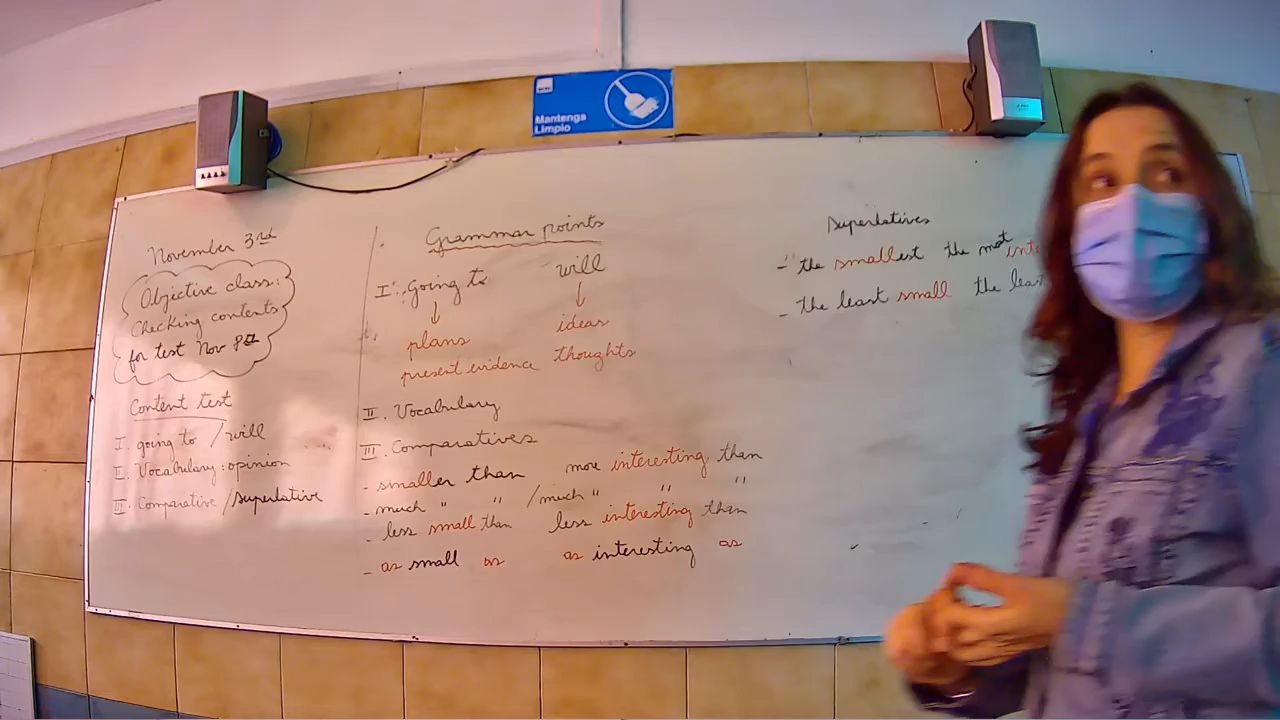 Mantenga
Limpio
November 3rd
Objective class:
Checking contents
for test Nov 8th
Content test
I. going to / will
II. Vocabulary: opinion
III. Comparative / superlative
Grammar points
I. Going to will
plans ideas
present evidence thoughts
II. Vocabulary
III. Comparatives
- smaller than more interesting than
- much " " / much " " "
- less small than less interesting than
- as small as as interesting as
Superlatives
- the smallest the most inte
- the least small the least